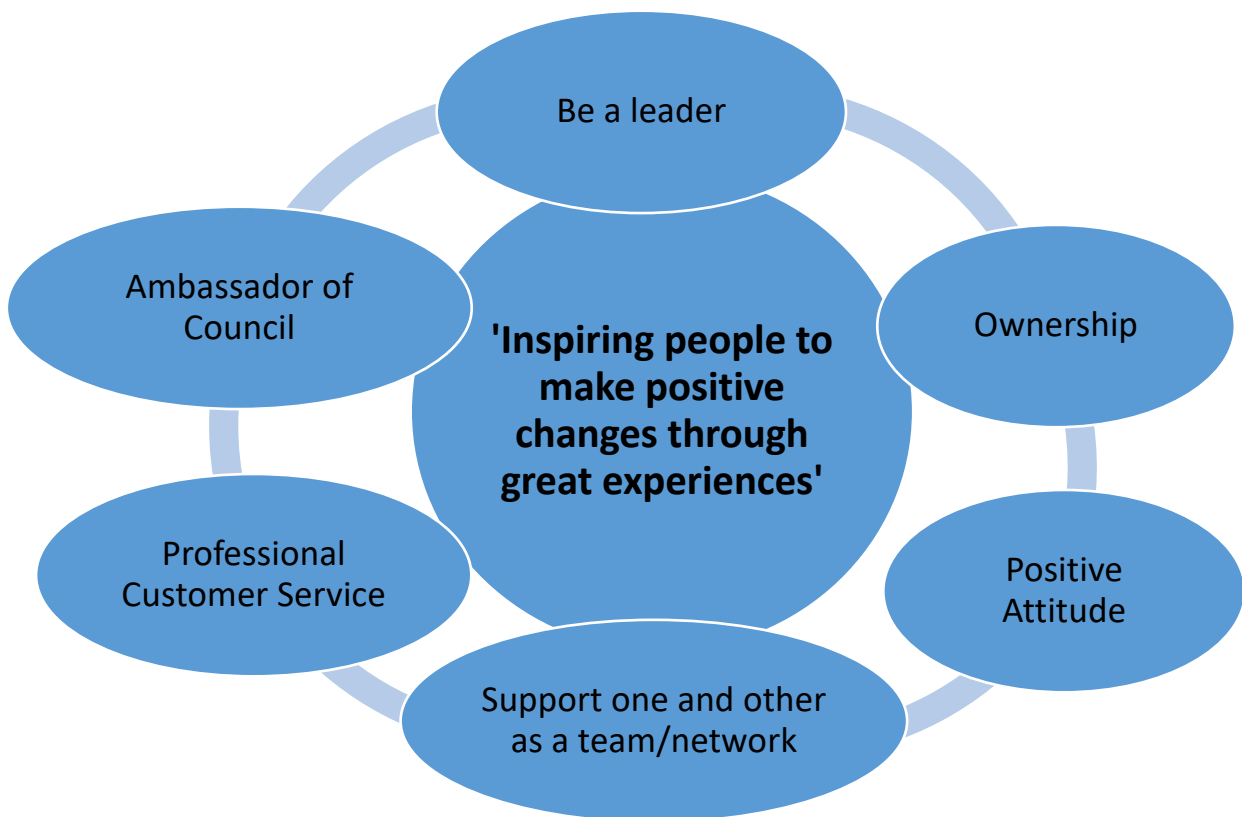 Be a leader
Ambassador of
Council
Ownership
'Inspiring people to
make positive
changes through
great experiences'
Professional
Customer Service
Positive
Attitude
Support one and other
as a team/network